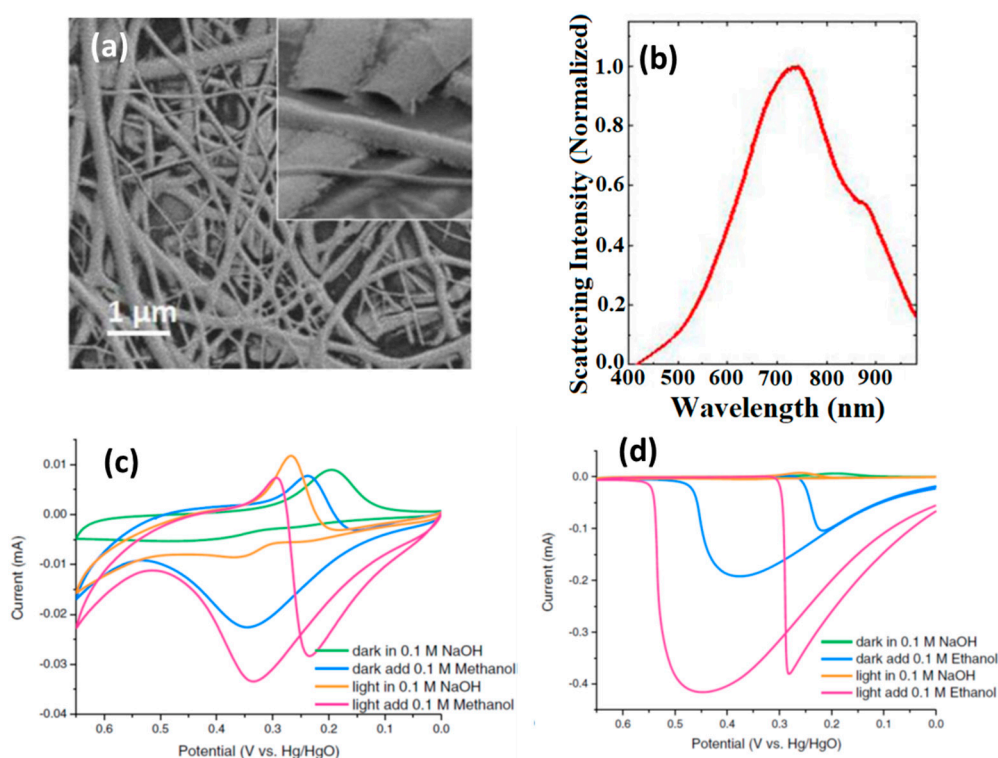 (a)
1 µm
(b)
Scattering Intensity (Normalized)
1.0
0.8
0.6
0.4
0.2
0.0
400 500 600 700 800 900
Wavelength (nm)
(c)
Current (mA)
0.01
0.00
-0.01
-0.02
-0.03
-0.04
dark in 0.1 M NaOH
dark add 0.1 M Methanol
light in 0.1 M NaOH
light add 0.1 M Methanol
0.6 0.5 0.4 0.3 0.2 0.1 0.0
Potential (V vs. Hg/HgO)
(d)
Current (mA)
0.0
-0.1
-0.2
-0.3
-0.4
dark in 0.1 M NaOH
dark add 0.1 M Ethanol
light in 0.1 M NaOH
light add 0.1 M Ethanol
0.6 0.5 0.4 0.3 0.2 0.1 0.0
Potential (V vs. Hg/HgO)